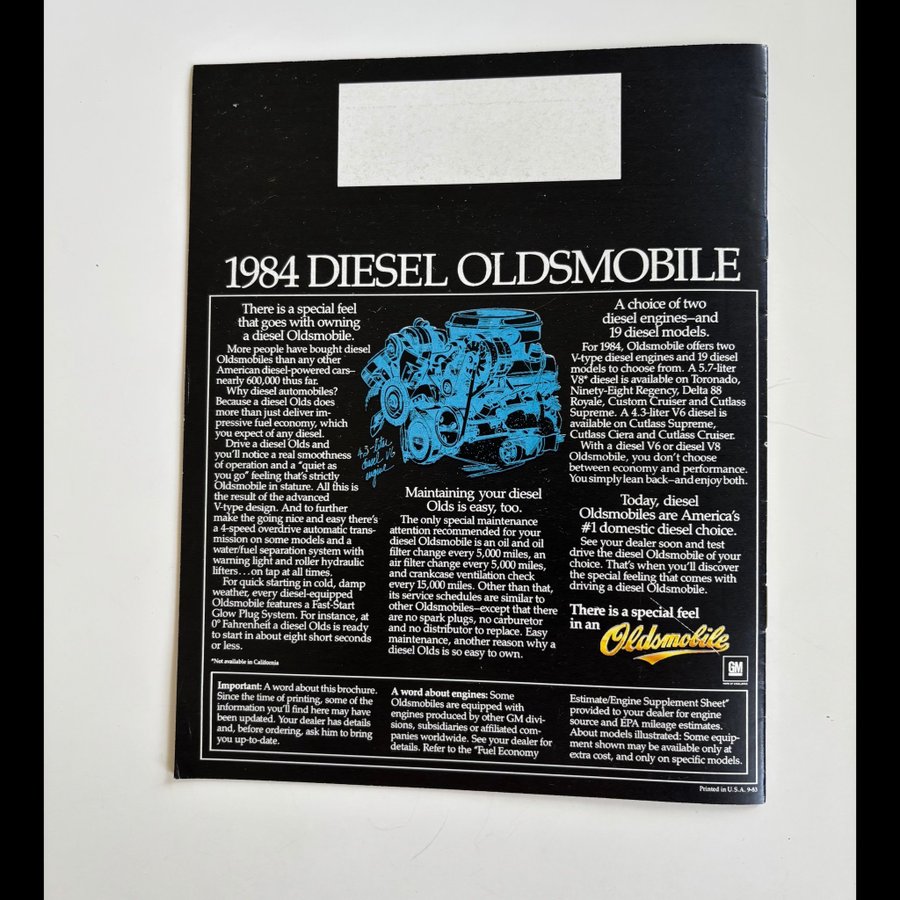 1984 DIESEL OLDSMOBILE
There is a special feel
that goes with owning
a diesel Oldsmobile.
More people have bought diesel
Oldsmobiles than any other
American diesel-powered cars–
nearly 600,000 thus far.
Why diesel automobiles?
Because a diesel Olds does
more than just deliver im-
pressive fuel economy, which
you expect of any diesel.
Drive a diesel Olds and
you'll notice a real smoothness
of operation and a "quiet as
you go" feeling that's strictly
Oldsmobile in stature. All this is
the result of the advanced
V-type design. And to further
make the going nice and easy there's
a 4-speed overdrive automatic trans-
mission on some models and a
water/fuel separation system with
warning light and roller hydraulic
lifters...on tap at all times.
For quick starting in cold, damp
weather, every diesel-equipped
Oldsmobile features a Fast-Start
Glow Plug System. For instance, at
0° Fahrenheit a diesel Olds is ready
to start in about eight short seconds
or less.
*Not available in California
4.3-liter
diesel V6
engine
Maintaining your diesel
Olds is easy, too.
The only special maintenance
attention recommended for your
diesel Oldsmobile is an oil and oil
filter change every 5,000 miles, an
air filter change every 5,000 miles,
and crankcase ventilation check
every 15,000 miles. Other than that,
its service schedules are similar to
other Oldsmobiles–except that there
are no spark plugs, no carburetor
and no distributor to replace. Easy
maintenance, another reason why a
diesel Olds is so easy to own.
A choice of two
diesel engines–and
19 diesel models.
For 1984, Oldsmobile offers two
V-type diesel engines and 19 diesel
models to choose from. A 5.7-liter
V8* diesel is available on Toronado,
Ninety-Eight Regency, Delta 88
Royale, Custom Cruiser and Cutlass
Supreme. A 4.3-liter V6 diesel is
available on Cutlass Supreme,
Cutlass Ciera and Cutlass Cruiser.
With a diesel V6 or diesel V8
Oldsmobile, you don't choose
between economy and performance.
You simply lean back–and enjoy both.
Today, diesel
Oldsmobiles are America's
#1 domestic diesel choice.
See your dealer soon and test
drive the diesel Oldsmobile of your
choice. That's when you'll discover
the special feeling that comes with
driving a diesel Oldsmobile.
There is a special feel
in an Oldsmobile
GM
Important: A word about this brochure.
Since the time of printing, some of the
information you'll find here may have
been updated. Your dealer has details
and, before ordering, ask him to bring
you up-to-date.
A word about engines: Some
Oldsmobiles are equipped with
engines produced by other GM divi-
sions, subsidiaries or affiliated com-
panies worldwide. See your dealer for
details. Refer to the "Fuel Economy
Estimate/Engine Supplement Sheet"
provided to your dealer for engine
source and EPA mileage estimates.
About models illustrated: Some equip-
ment shown may be available only at
extra cost, and only on specific models.
Printed in U.S.A. 9-83